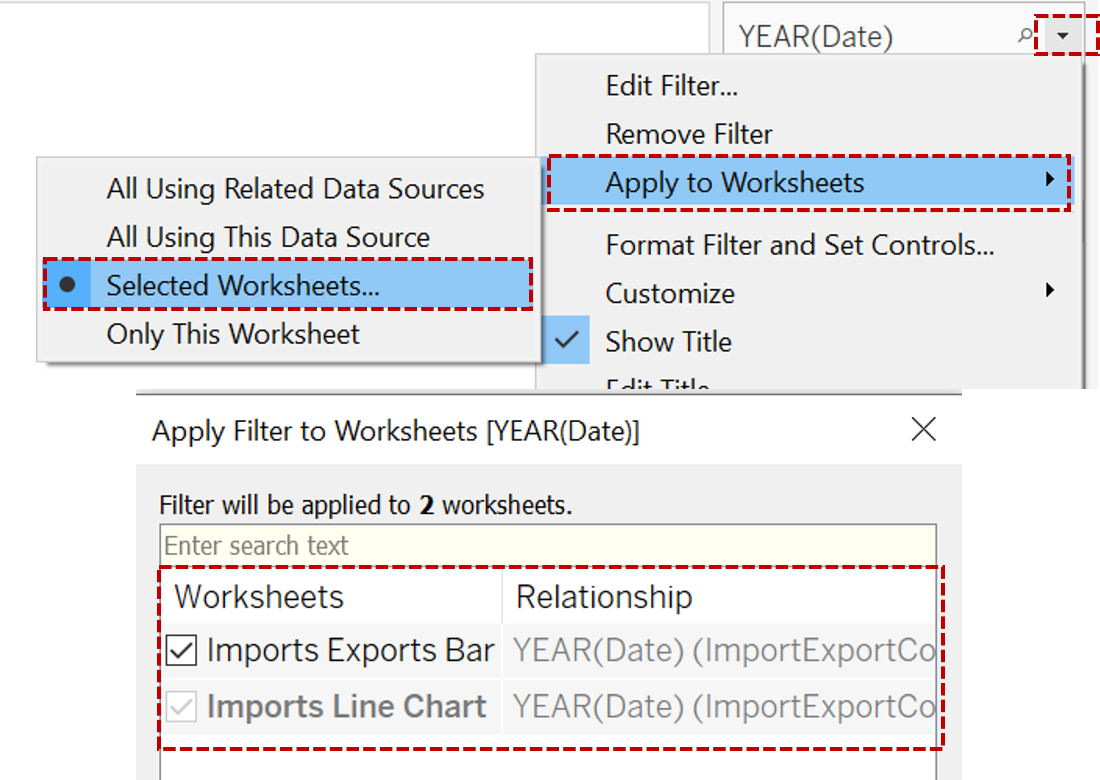 YEAR(Date)
Edit Filter...
Remove Filter
Apply to Worksheets
All Using Related Data Sources
All Using This Data Source
Selected Worksheets...
Only This Worksheet
Format Filter and Set Controls...
Customize
Show Title
Edit Title
Apply Filter to Worksheets [YEAR(Date)]
Filter will be applied to 2 worksheets.
Enter search text
Worksheets Relationship
Imports Exports Bar YEAR(Date) (ImportExportCo
Imports Line Chart YEAR(Date) (ImportExportCo